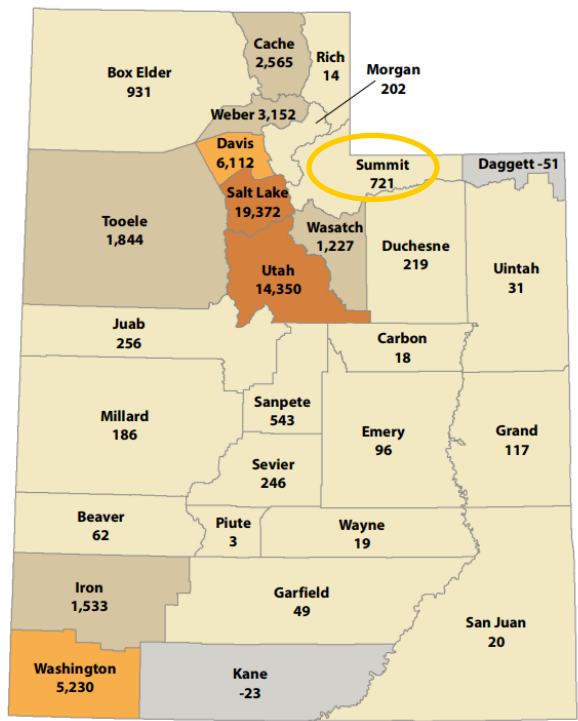 Cache
2,565
Rich
14
Box Elder
931
Morgan
202
Weber 3,152
Davis
6,112
Summit
721
Daggett -51
Salt Lake
19,372
Tooele
1,844
Wasatch
1,227
Duchesne
219
Uintah
31
Utah
14,350
Juab
256
Carbon
18
Sanpete
543
Millard
186
Emery
96
Grand
117
Sevier
246
Beaver
62
Piute
3
Wayne
19
Iron
1,533
Garfield
49
San Juan
20
Washington
5,230
Kane
-23